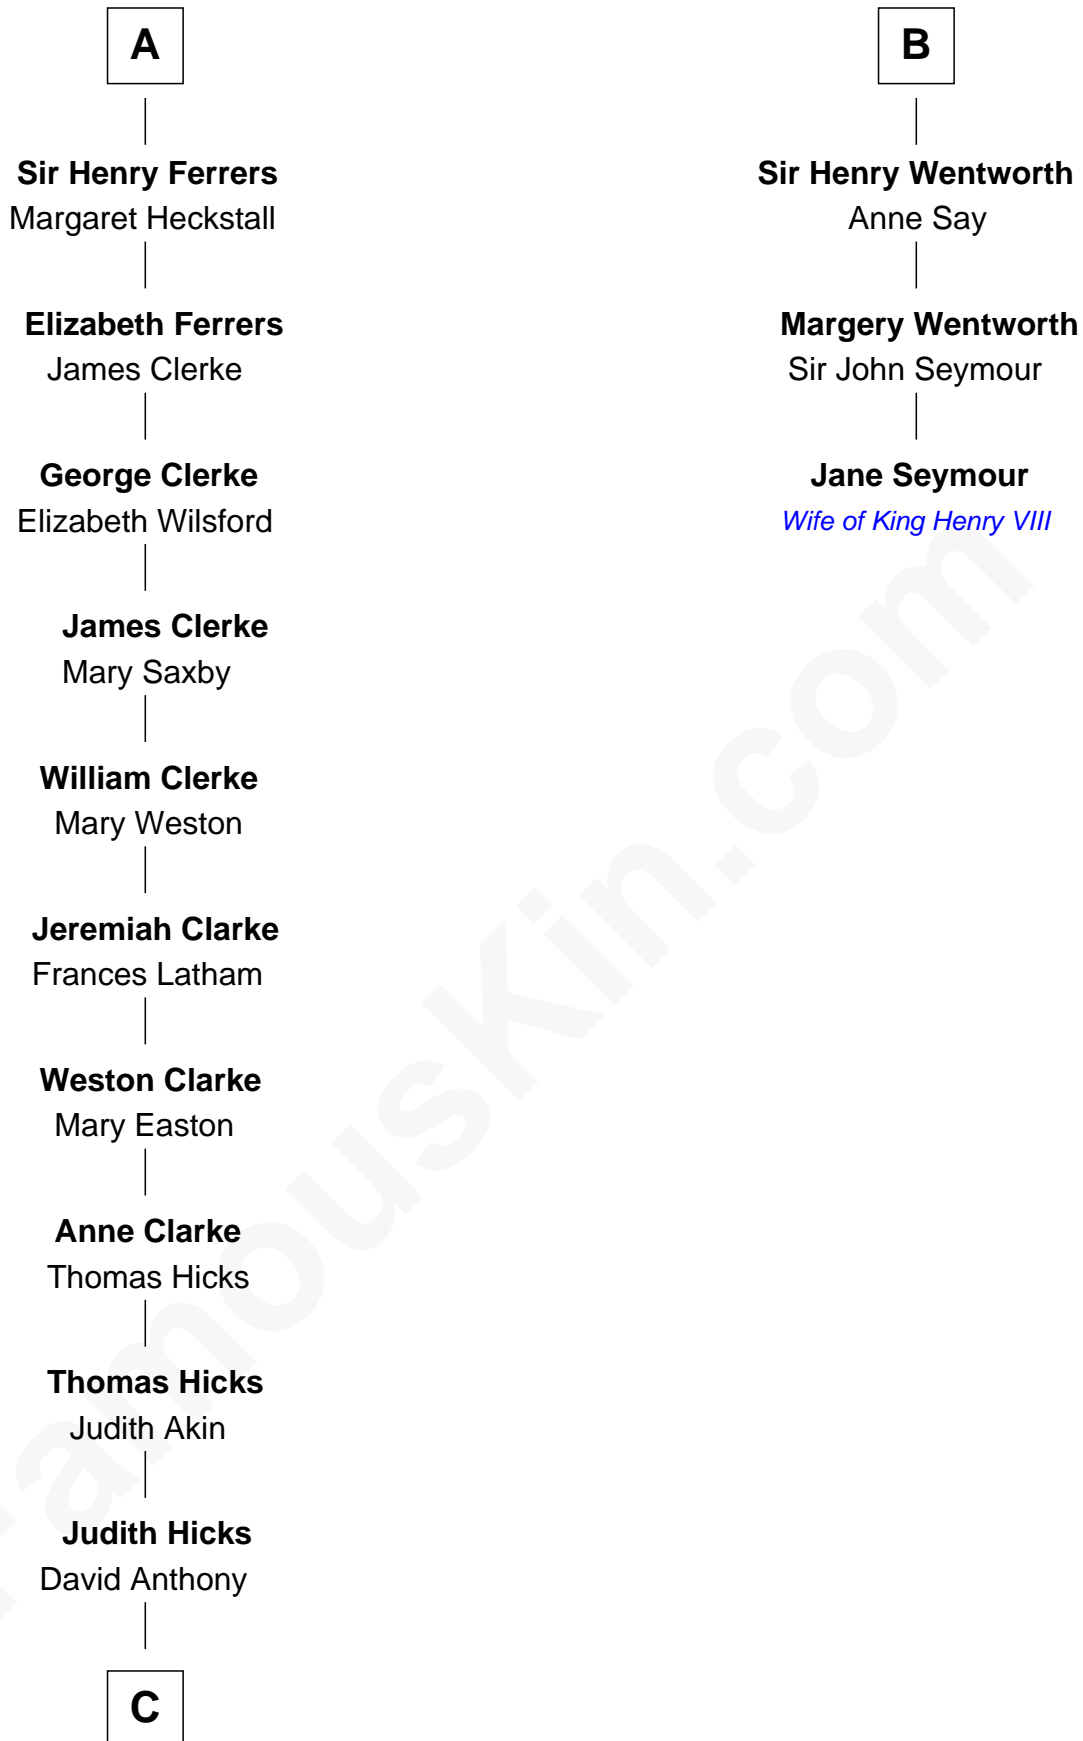 A
Sir Henry Ferrers
Margaret Heckstall
Elizabeth Ferrers
James Clerke
George Clerke
Elizabeth Wilsford
James Clerke
Mary Saxby
William Clerke
Mary Weston
Jeremiah Clarke
Frances Latham
Weston Clarke
Mary Easton
Anne Clarke
Thomas Hicks
Thomas Hicks
Judith Akin
Judith Hicks
David Anthony
C
B
Sir Henry Wentworth
Anne Say
Margery Wentworth
Sir John Seymour
Jane Seymour
Wife of King Henry VIII
FamousKin.com